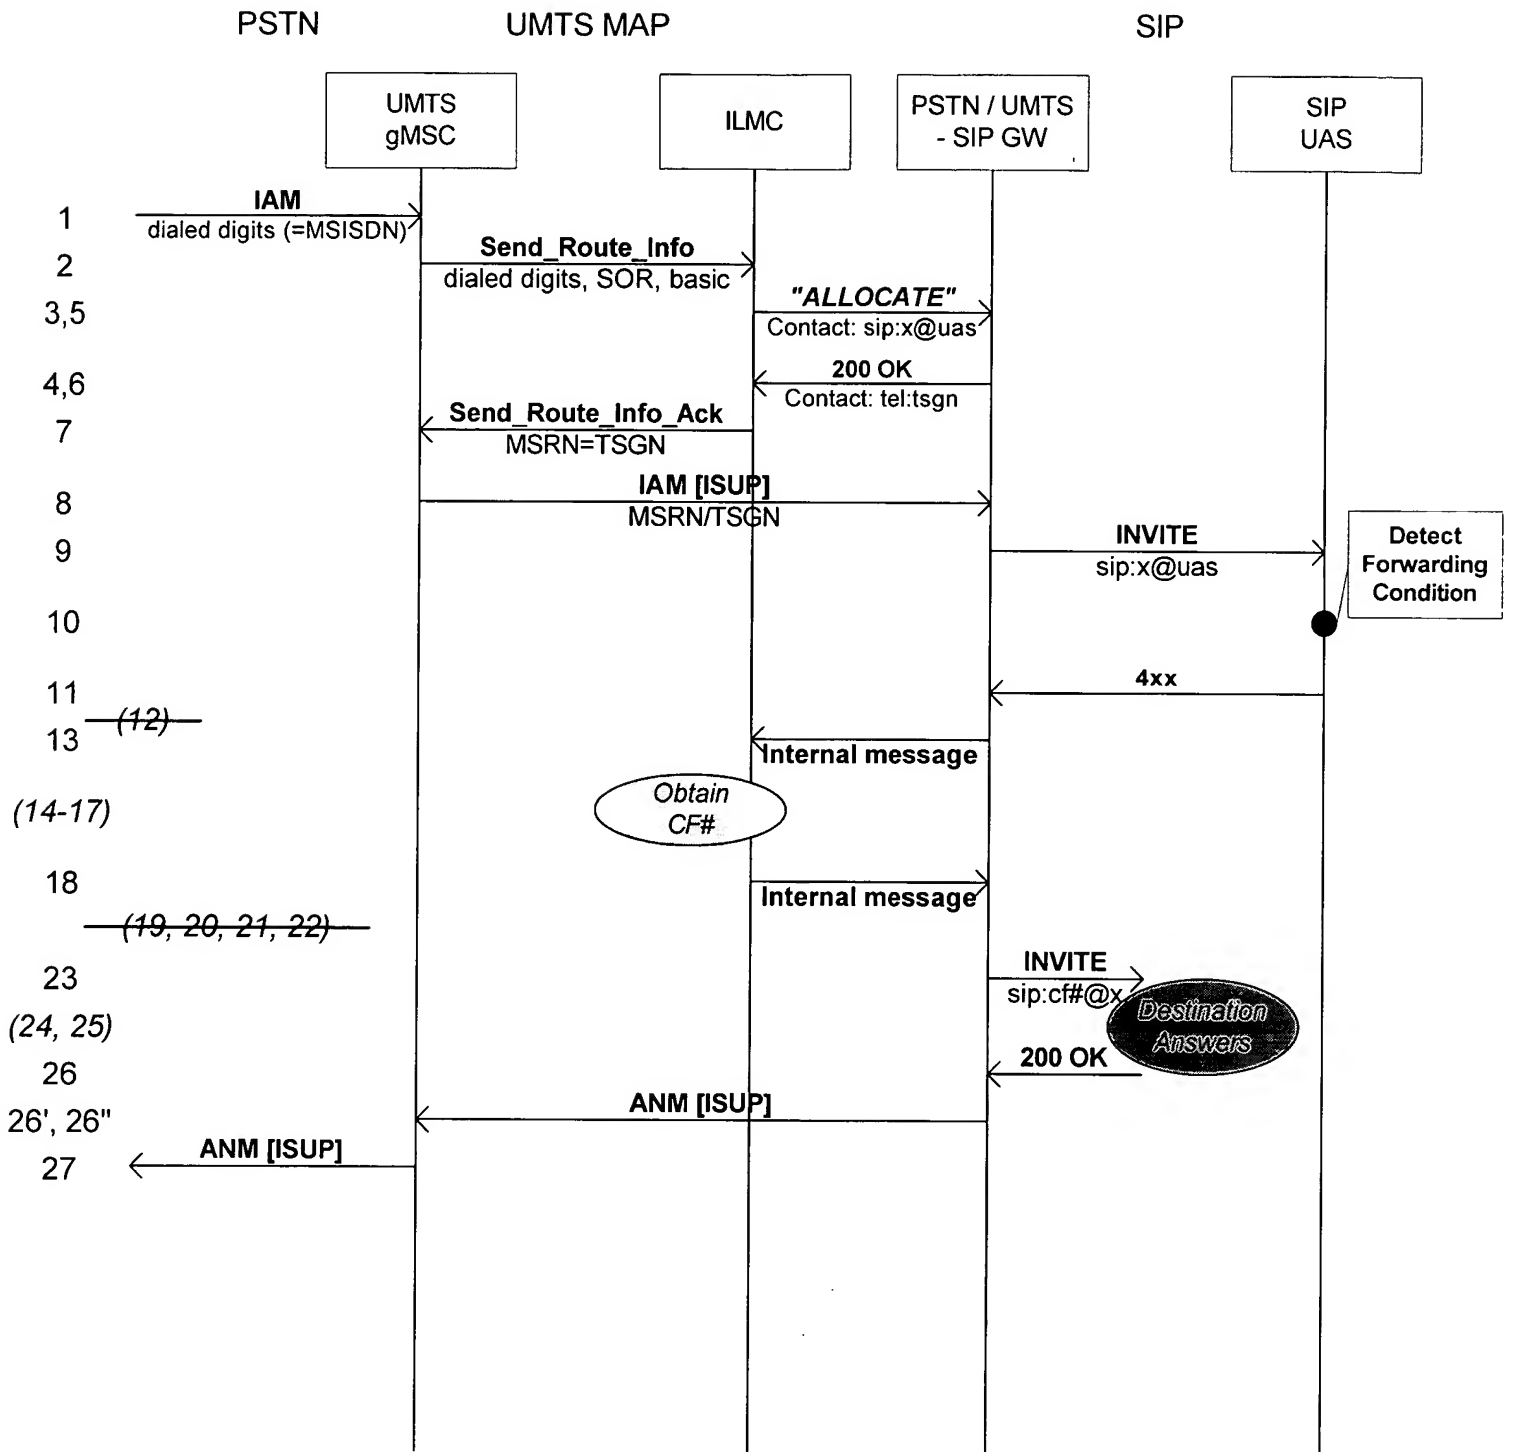 PSTN
UMTS MAP
SIP
UMTS
gMSC
ILMC
PSTN / UMTS
- SIP GW
SIP
UAS
1
IAM
dialed digits (=MSISDN)
2
Send_Route_Info
dialed digits, SOR, basic
3,5
"ALLOCATE"
Contact: sip:x@uas
4,6
200 OK
Contact: tel:tsgn
7
Send_Route_Info_Ack
MSRN=TSGN
8
IAM [ISUP]
MSRN/TSGN
9
INVITE
sip:x@uas
Detect
Forwarding
Condition
10
11
4xx
(12)
13
Internal message
(14-17)
Obtain
CF#
18
Internal message
(19, 20, 21, 22)
23
INVITE
sip:cf#@x
(24, 25)
Destination
Answers
26
200 OK
26', 26"
ANM [ISUP]
27
ANM [ISUP]